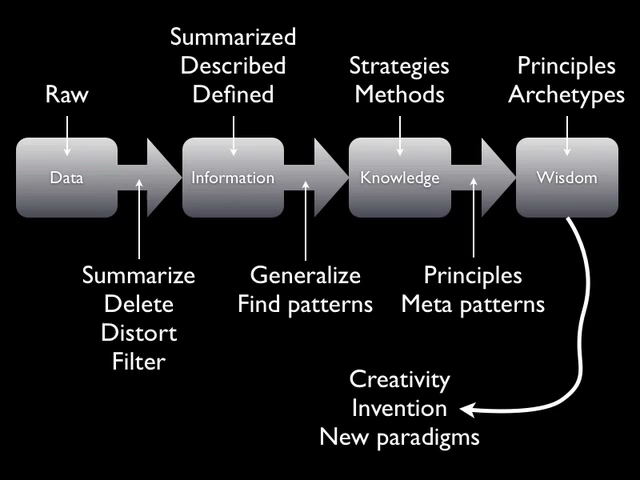 Raw
Summarized
Described
Defined
Strategies
Methods
Principles
Archetypes
Data
Information
Knowledge
Wisdom
Summarize
Delete
Distort
Filter
Generalize
Find patterns
Principles
Meta patterns
Creativity
Invention
New paradigms